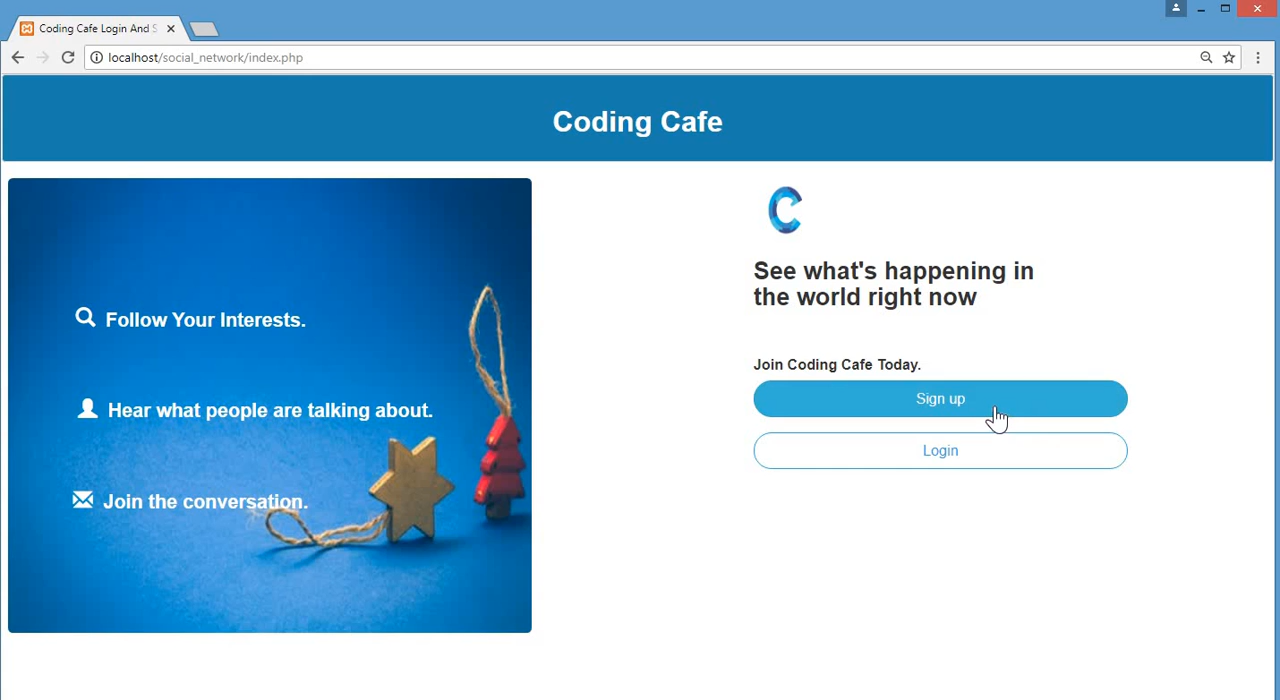 Coding Cafe Login And S
localhost/social_network/index.php
Coding Cafe
Follow Your Interests.
Hear what people are talking about.
Join the conversation.
C
See what's happening in
the world right now
Join Coding Cafe Today.
Sign up
Login